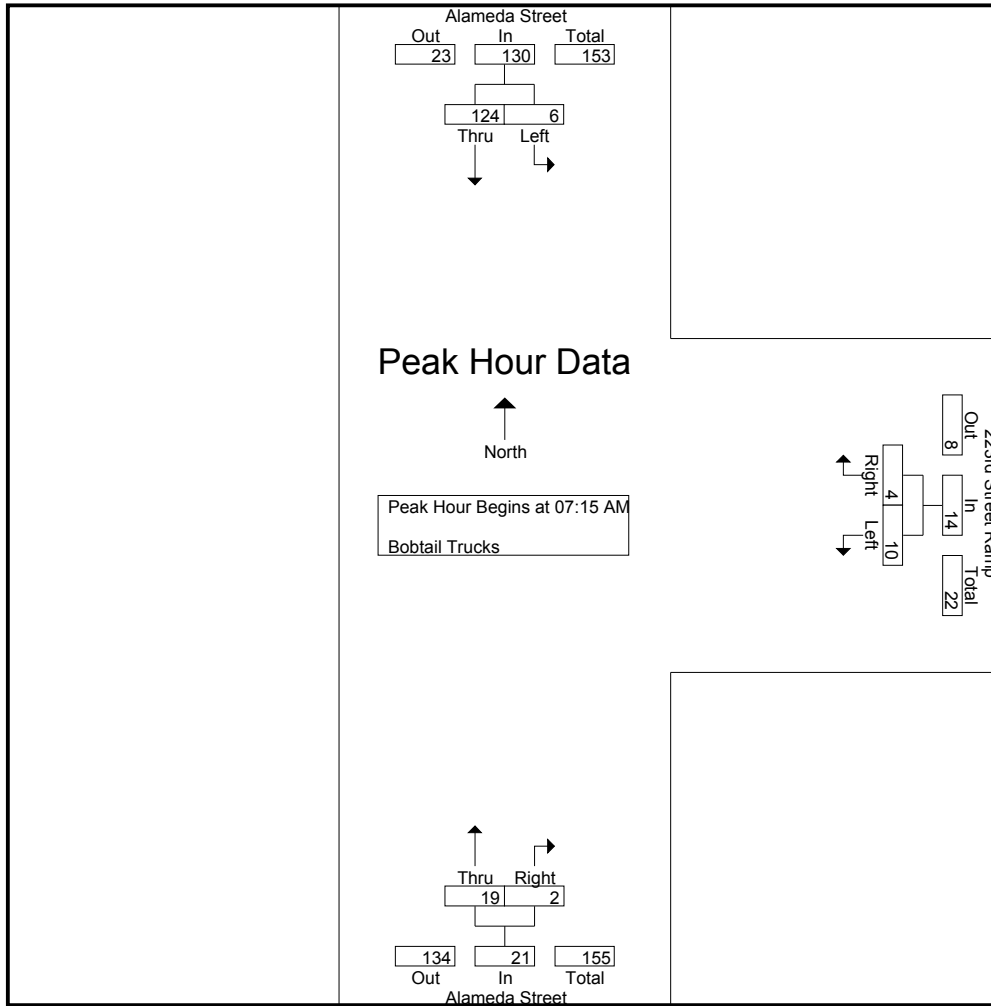 Alameda Street
Out In Total
23 130 153
124 6
Thru Left
Peak Hour Data
North
Peak Hour Begins at 07:15 AM
Bobtail Trucks
Street Ramp
Out In Total
8 14 22
4 10
Right Left
Thru Right
19 2
134 21 155
Out In Total
Alameda Street